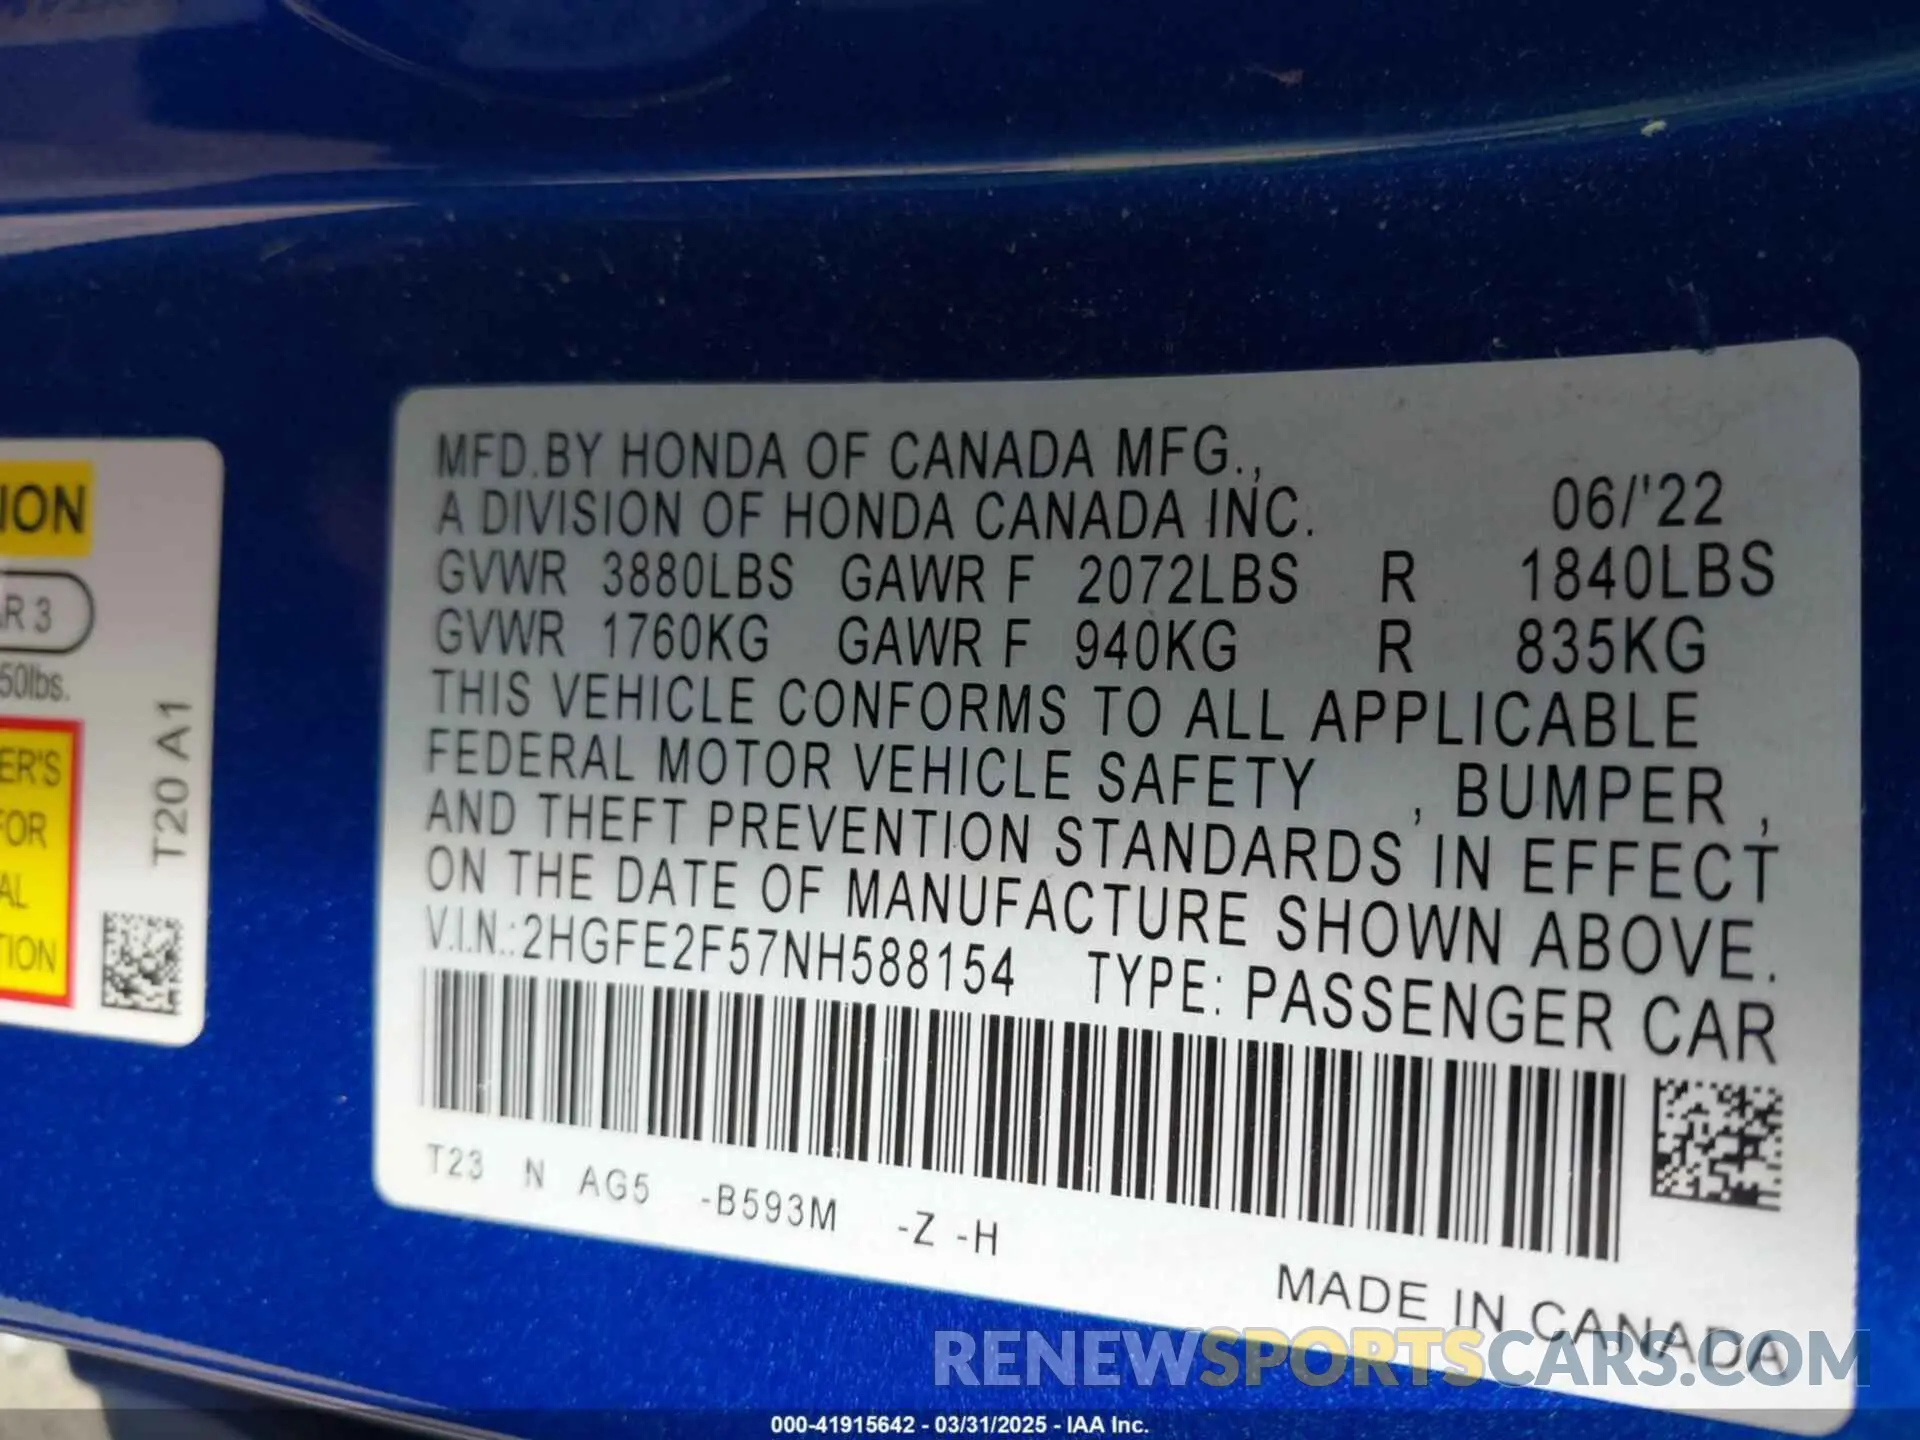 ION
R 3
50lbs.
ER'S
FOR
AL
TION
T20 A1
MFD.BY HONDA OF CANADA MFG.,
A DIVISION OF HONDA CANADA INC. 06/'22
GVWR 3880LBS GAWR F 2072LBS R 1840LBS
GVWR 1760KG GAWR F 940KG R 835KG
THIS VEHICLE CONFORMS TO ALL APPLICABLE
FEDERAL MOTOR VEHICLE SAFETY , BUMPER ,
AND THEFT PREVENTION STANDARDS IN EFFECT
ON THE DATE OF MANUFACTURE SHOWN ABOVE.
V.I.N.:2HGFE2F57NH588154 TYPE: PASSENGER CAR
T23 N AG5 -B593M -Z -H
MADE IN CANADA
RENEWSPORTSCARS.COM
000-41915642 - 03/31/2025 - IAA Inc.